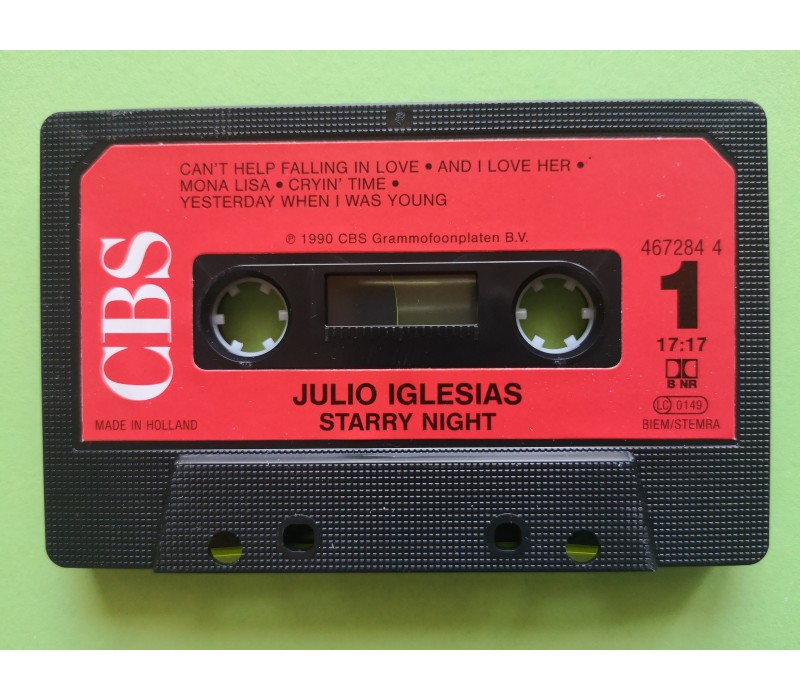 CAN'T HELP FALLING IN LOVE • AND I LOVE HER •
MONA LISA • CRYIN' TIME •
YESTERDAY WHEN I WAS YOUNG
℗ 1990 CBS Grammofoonplaten B.V.
CBS
467284 4
1
17:17
B NR
JULIO IGLESIAS
STARRY NIGHT
LC 0149
MADE IN HOLLAND
BIEM/STEMRA